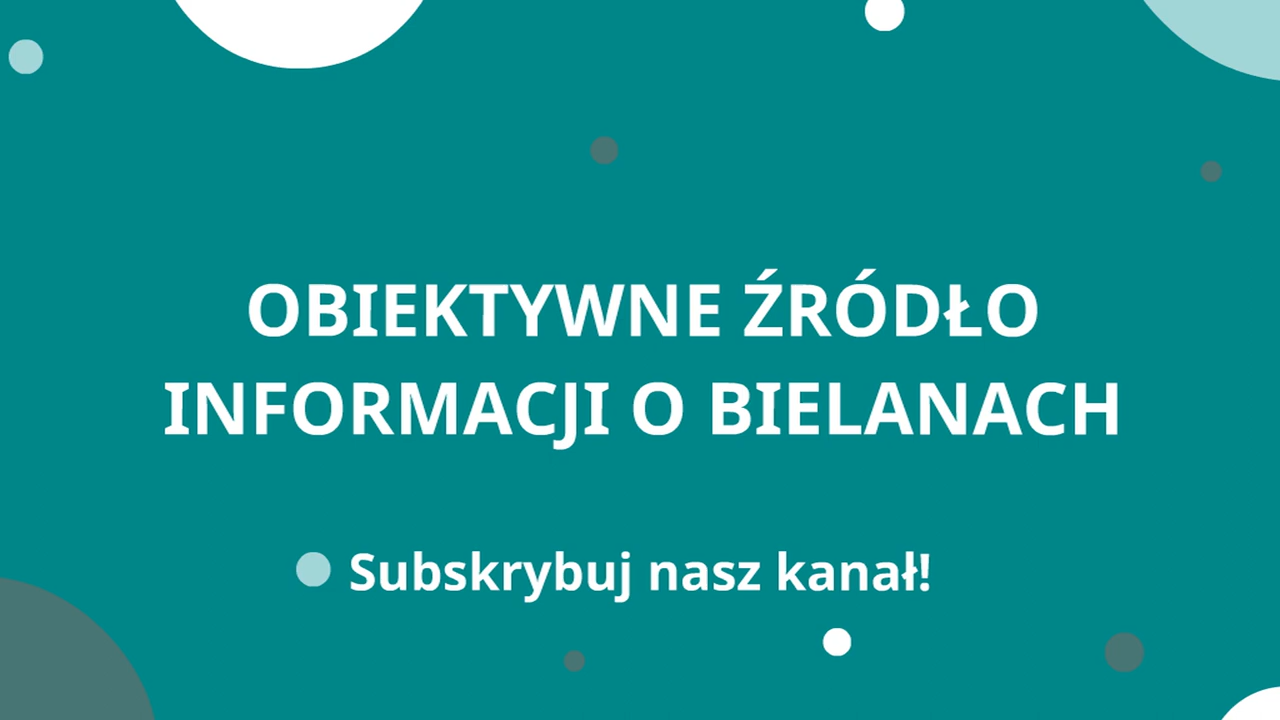 OBIEKTYWNE ŹRÓDŁO
INFORMACJI O BIELANACH
Subskrybuj nasz kanał!